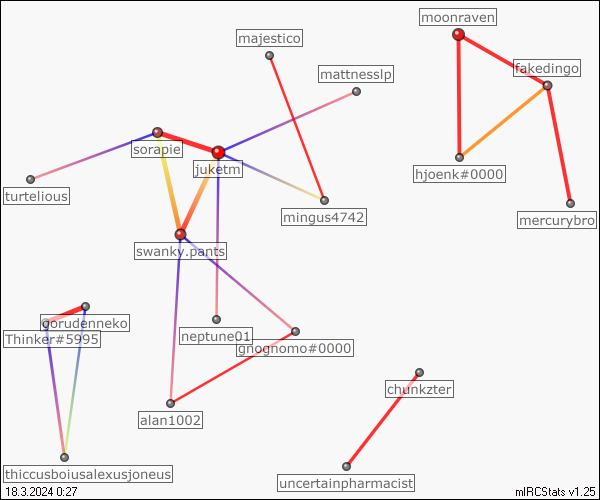 moonraven
majestico
fakedingo
mattnesslp
sorapie
juketm
hjoenk#0000
turtelious
mingus4742
mercurybro
swanky.pants
gorudenneko
Thinker#5995
neptune01
gnognomo#0000
chunkzter
alan1002
thiccusboiusalexusjoneus
uncertainpharmacist
18.3.2024 0:27
mIRCStats v1.25